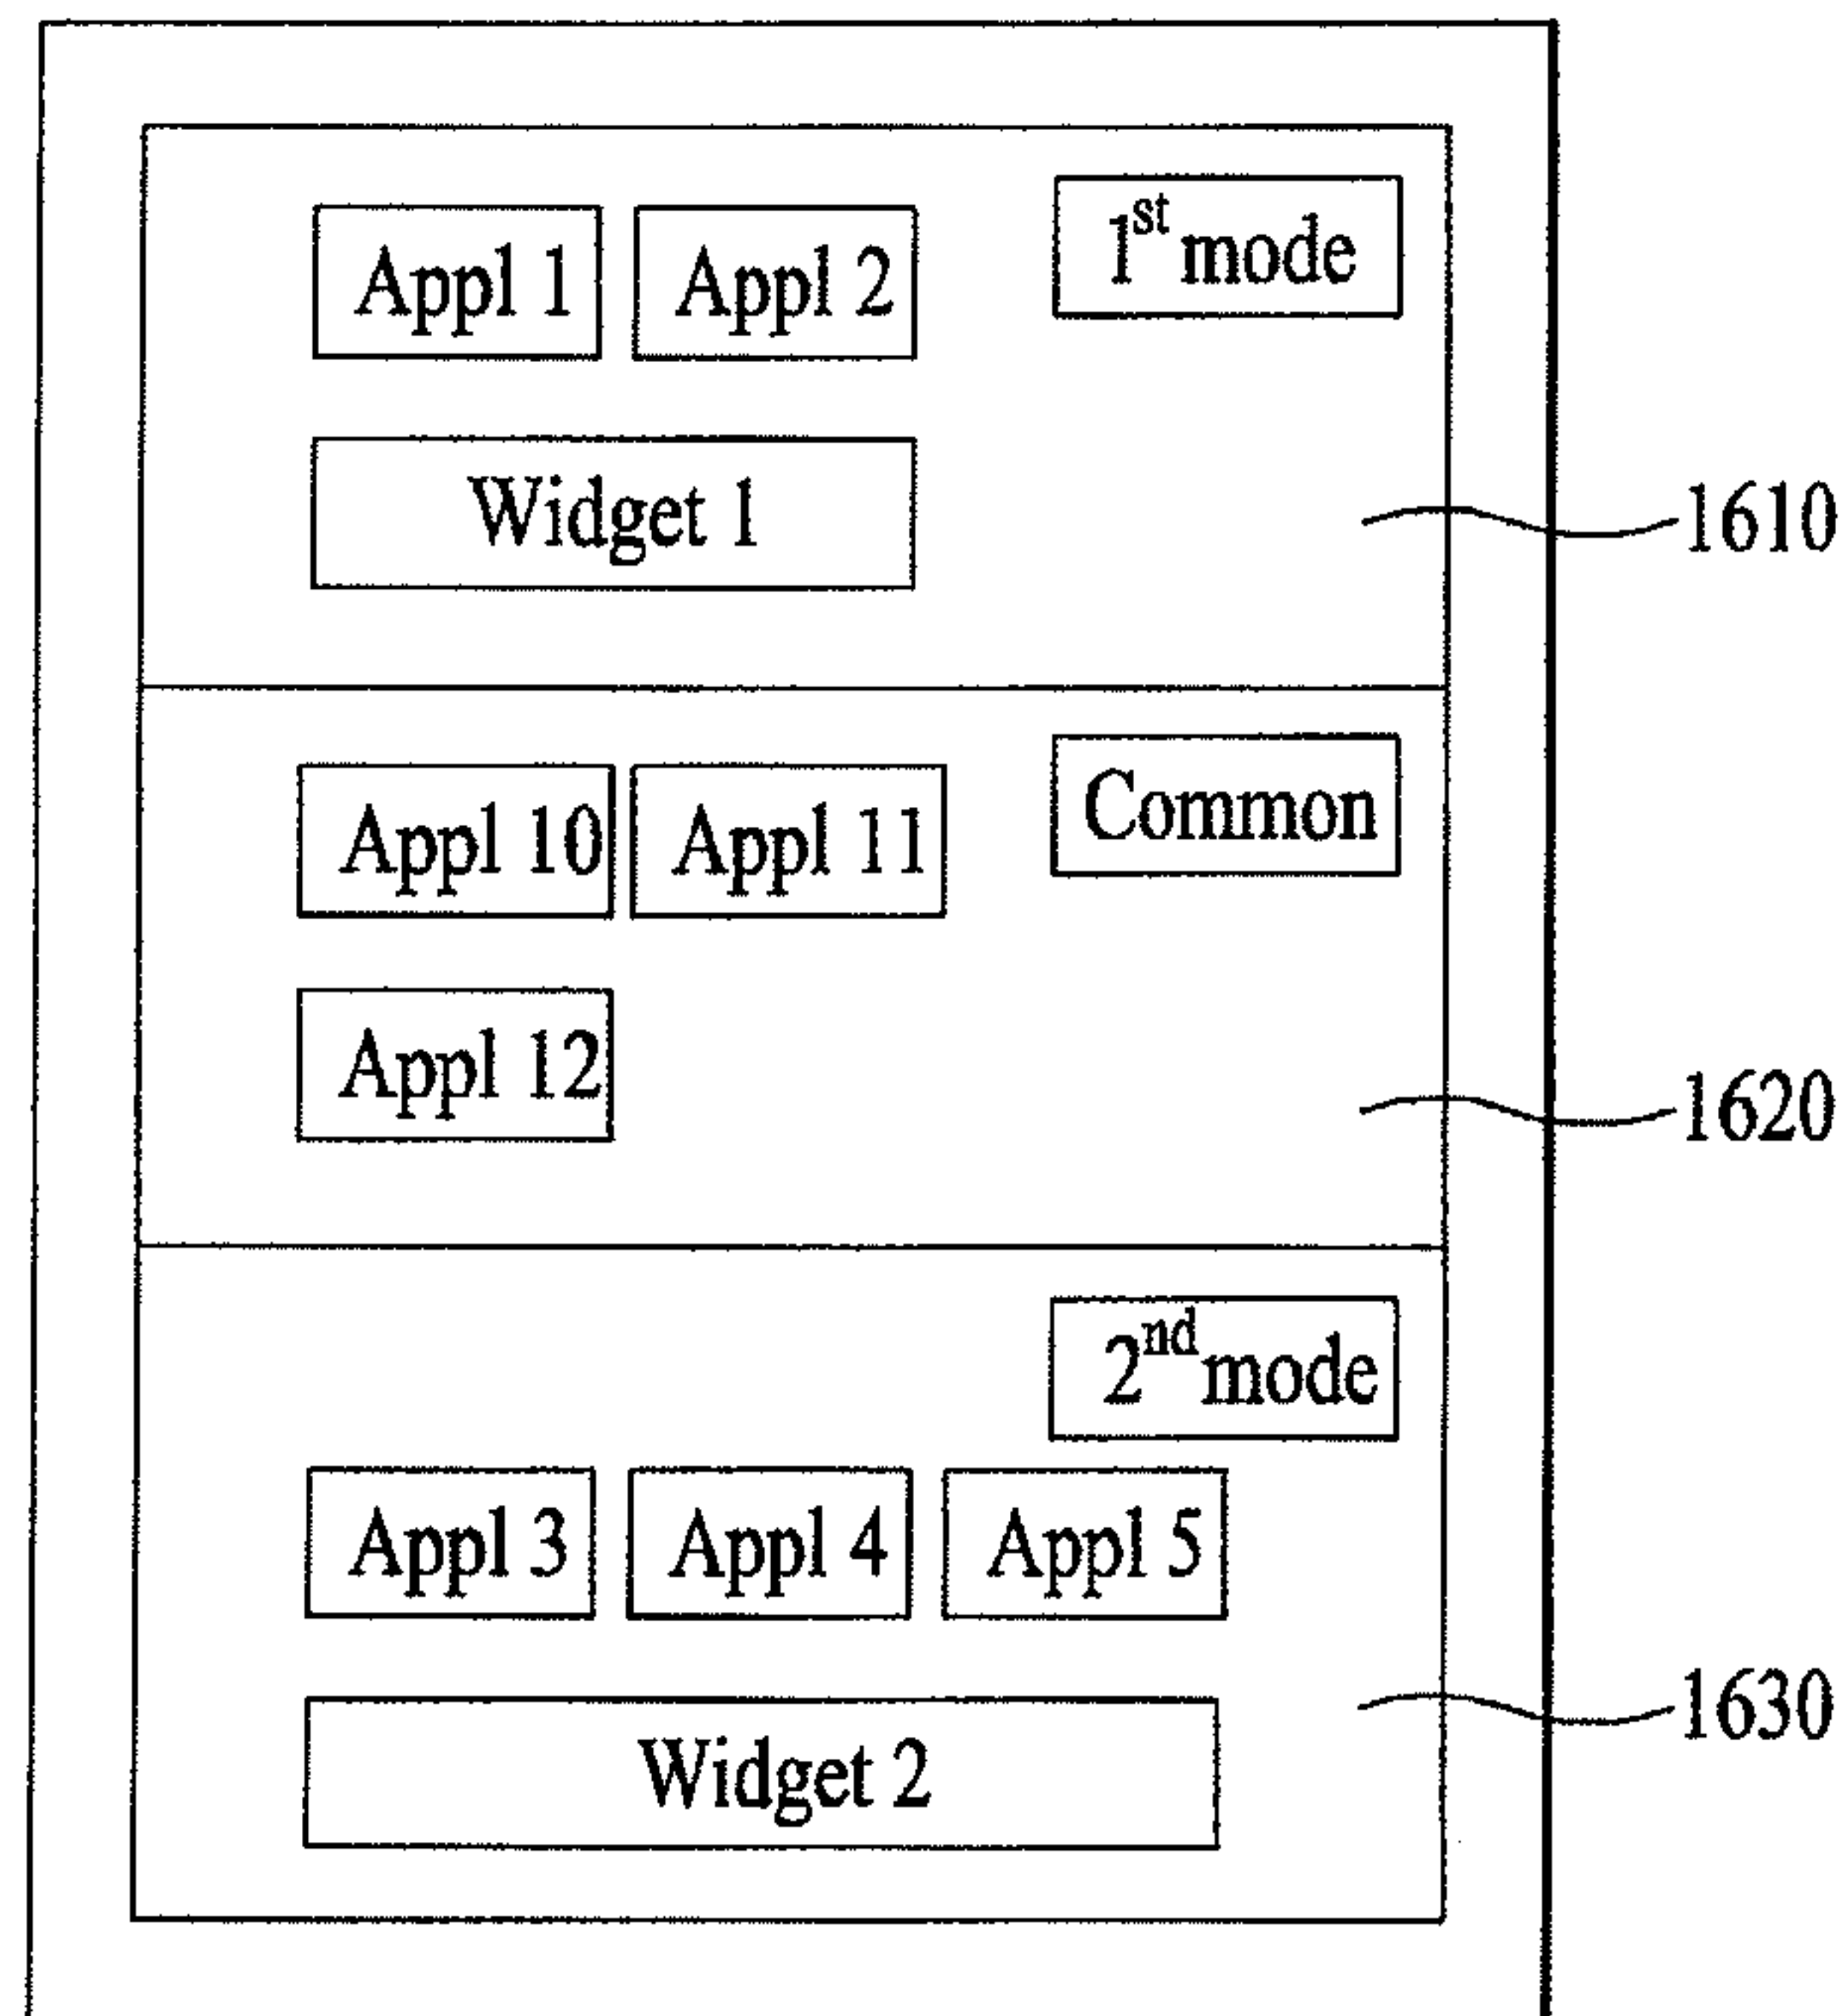 Appl 1 Appl 2 1st mode
Widget 1
1610
Appl 10 Appl 11 Common
Appl 12
1620
2nd mode
Appl 3 Appl 4 Appl 5
1630
Widget 2